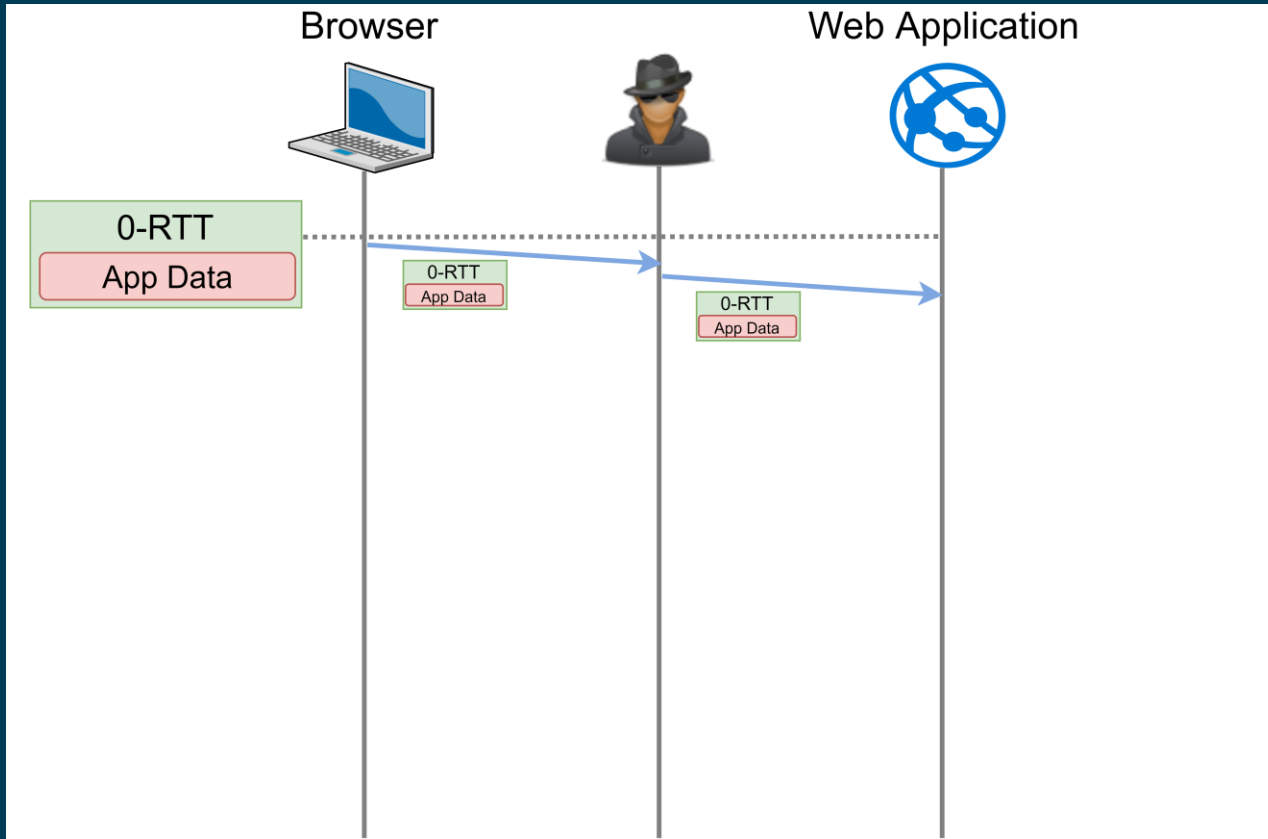 Browser
Web Application
0-RTT
App Data
0-RTT
App Data
0-RTT
App Data